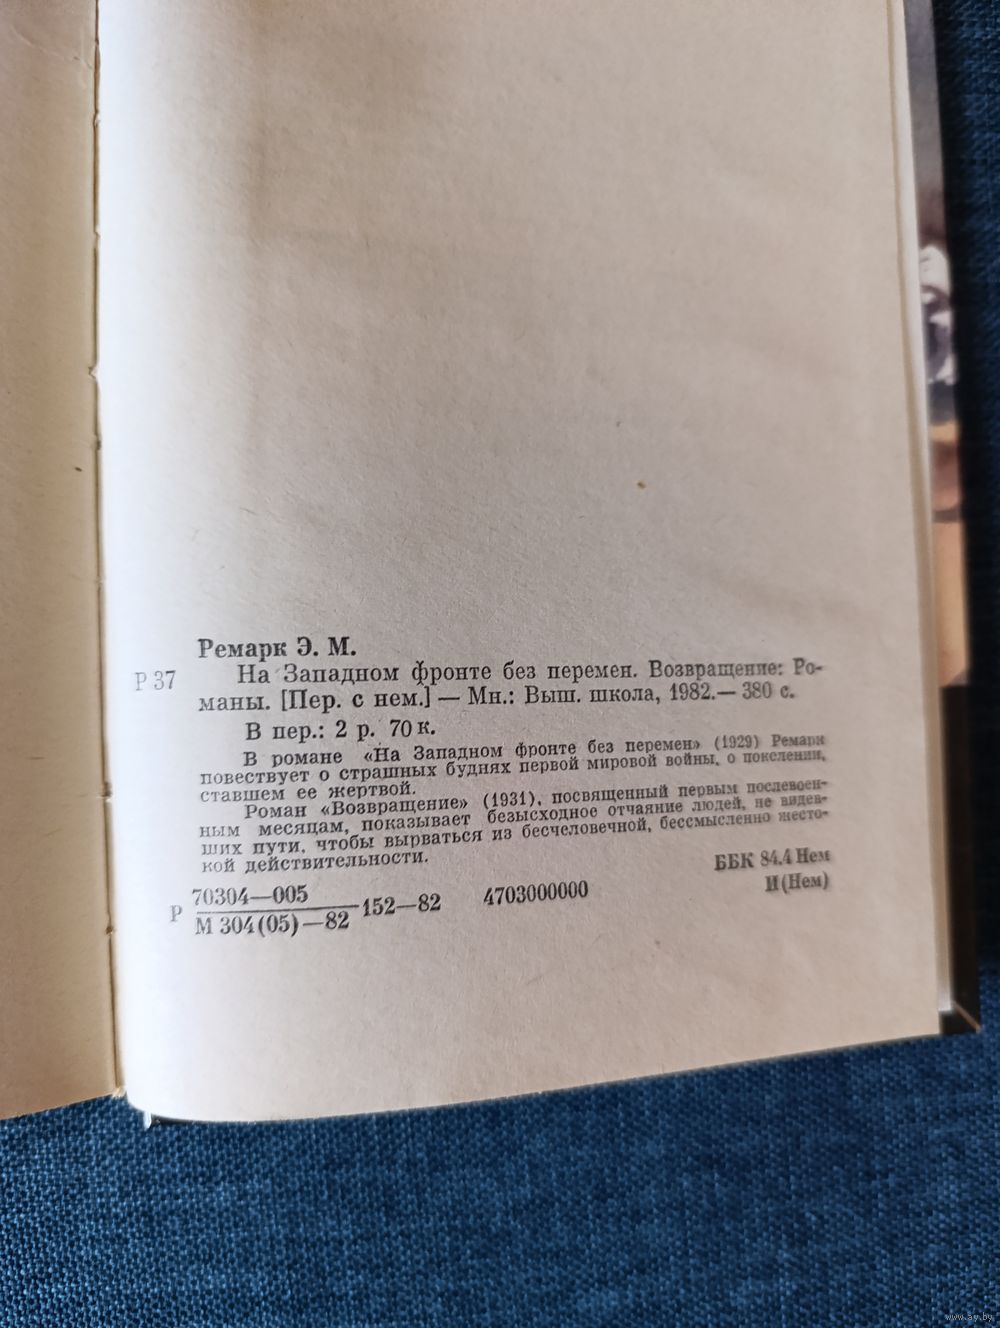 Ремарк Э. М.
Р 37 На Западном фронте без перемен. Возвращение: Ро-
маны. [Пер. с нем.] — Мн.: Выш. школа, 1982.— 380 с.
В пер.: 2 р. 70 к.
В романе «На Западном фронте без перемен» (1929) Ремарк
повествует о страшных буднях первой мировой войны, о поколении,
ставшем ее жертвой.
Роман «Возвращение» (1931), посвященный первым послевоен-
ным месяцам, показывает безысходное отчаяние людей, не видев-
ших пути, чтобы вырваться из бесчеловечной, бессмысленно жесто-
кой действительности.
Р 70304—005
М 304(05)—82 152—82 4703000000
ББК 84.4 Нем
И(Нем)
www.ay.by